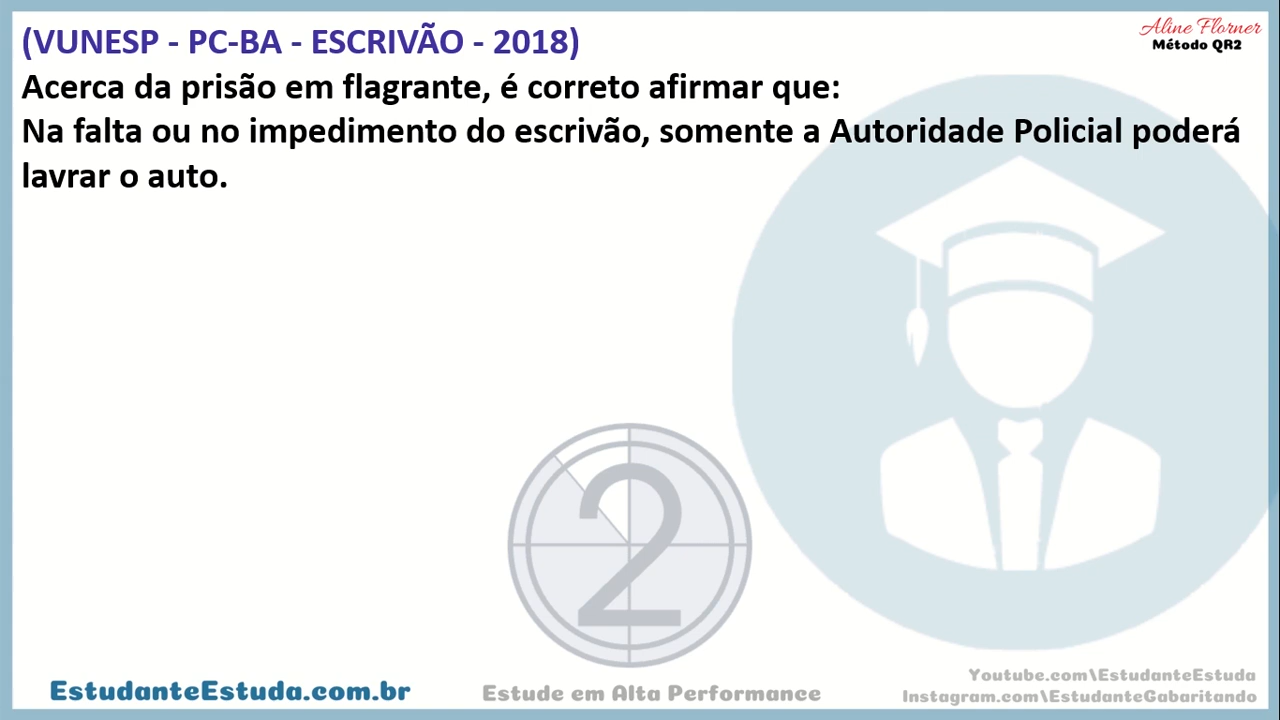 (VUNESP - PC-BA - ESCRIVÃO - 2018)
Aline Florner
Método QR2
Acerca da prisão em flagrante, é correto afirmar que:
Na falta ou no impedimento do escrivão, somente a Autoridade Policial poderá
lavrar o auto.
2
EstudanteEstuda.com.br
Estude em Alta Performance
Youtube.com\EstudanteEstuda
Instagram.com\EstudanteGabaritando